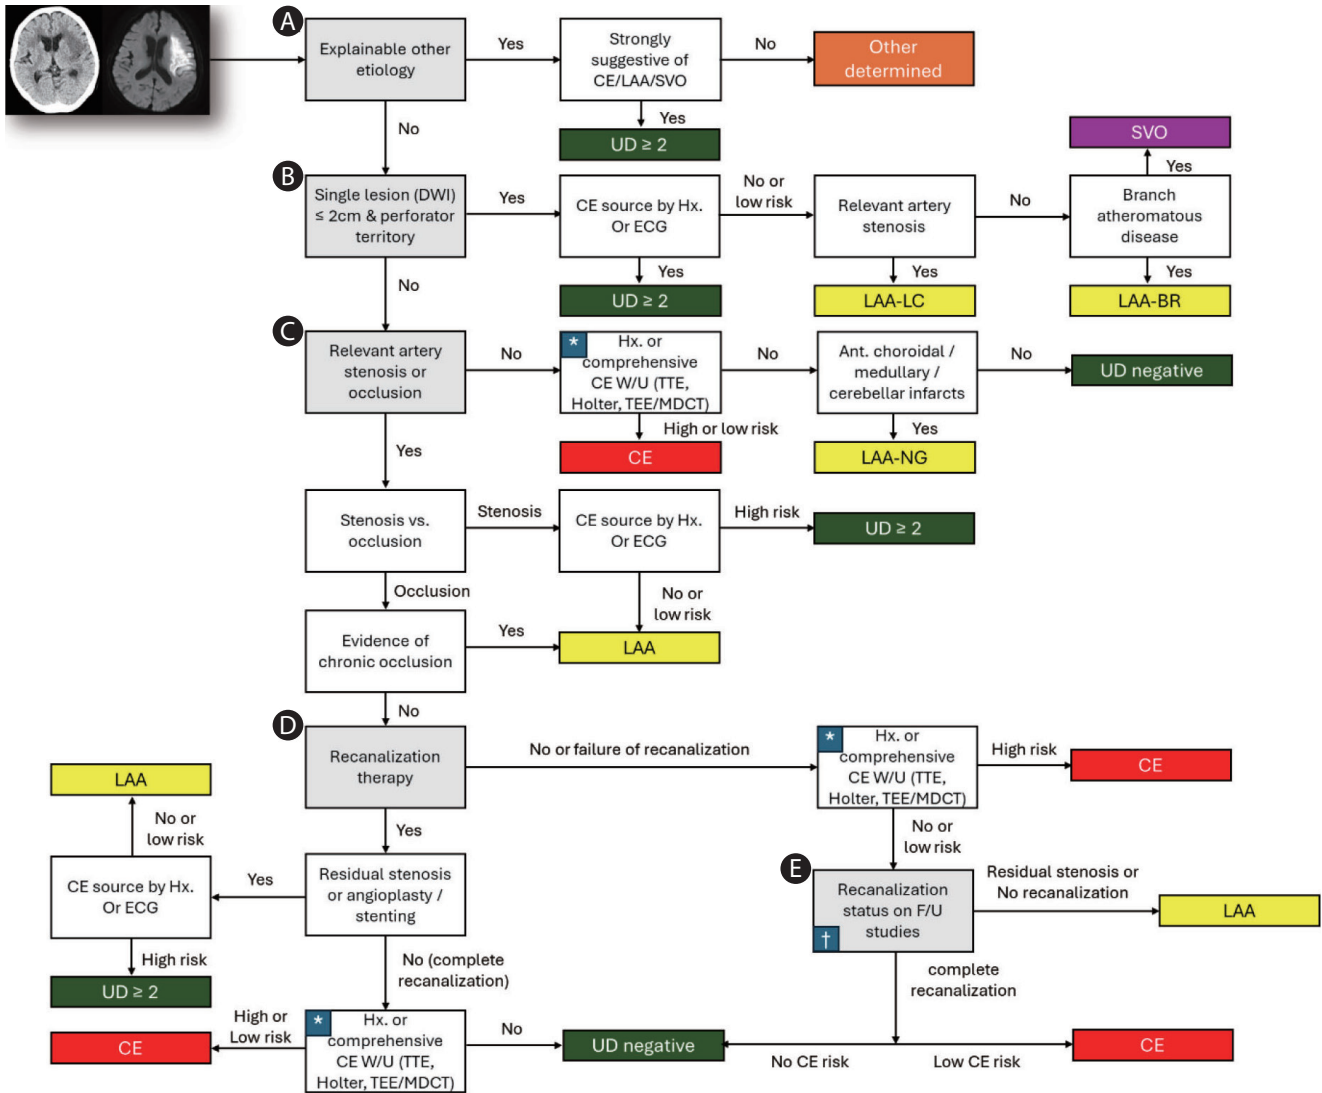 A
Explainable other
etiology
Yes
Strongly
suggestive of
CE/LAA/SVO
No
Other
determined
No
Yes
UD ≥ 2
SVO
Yes
B
Single lesion (DWI)
≤ 2cm & perforator
territory
Yes
CE source by Hx.
Or ECG
No or
low risk
Relevant artery
stenosis
No
Branch
atheromatous
disease
No
Yes
UD ≥ 2
Yes
LAA-LC
Yes
LAA-BR
C
Relevant artery
stenosis or
occlusion
No
*
Hx. or
comprehensive
CE W/U (TTE,
Holter, TEE/MDCT)
No
Ant. choroidal /
medullary /
cerebellar infarcts
No
UD negative
Yes
High or low risk
CE
Yes
LAA-NG
Stenosis vs.
occlusion
Stenosis
CE source by Hx.
Or ECG
High risk
UD ≥ 2
Occlusion
No or
low risk
Evidence of
chronic occlusion
Yes
LAA
No
D
Recanalization
therapy
No or failure of recanalization
*
Hx. or
comprehensive
CE W/U (TTE,
Holter, TEE/MDCT)
High risk
CE
LAA
No or
low risk
Yes
No or
low risk
CE source by Hx.
Or ECG
Yes
Residual stenosis
or angioplasty /
stenting
E
Recanalization
status on F/U
studies
†
Residual stenosis or
No recanalization
LAA
High risk
UD ≥ 2
No (complete
recanalization)
complete
recanalization
High or
Low risk
CE
*
Hx. or
comprehensive
CE W/U (TTE,
Holter, TEE/MDCT)
No
UD negative
No CE risk
Low CE risk
CE